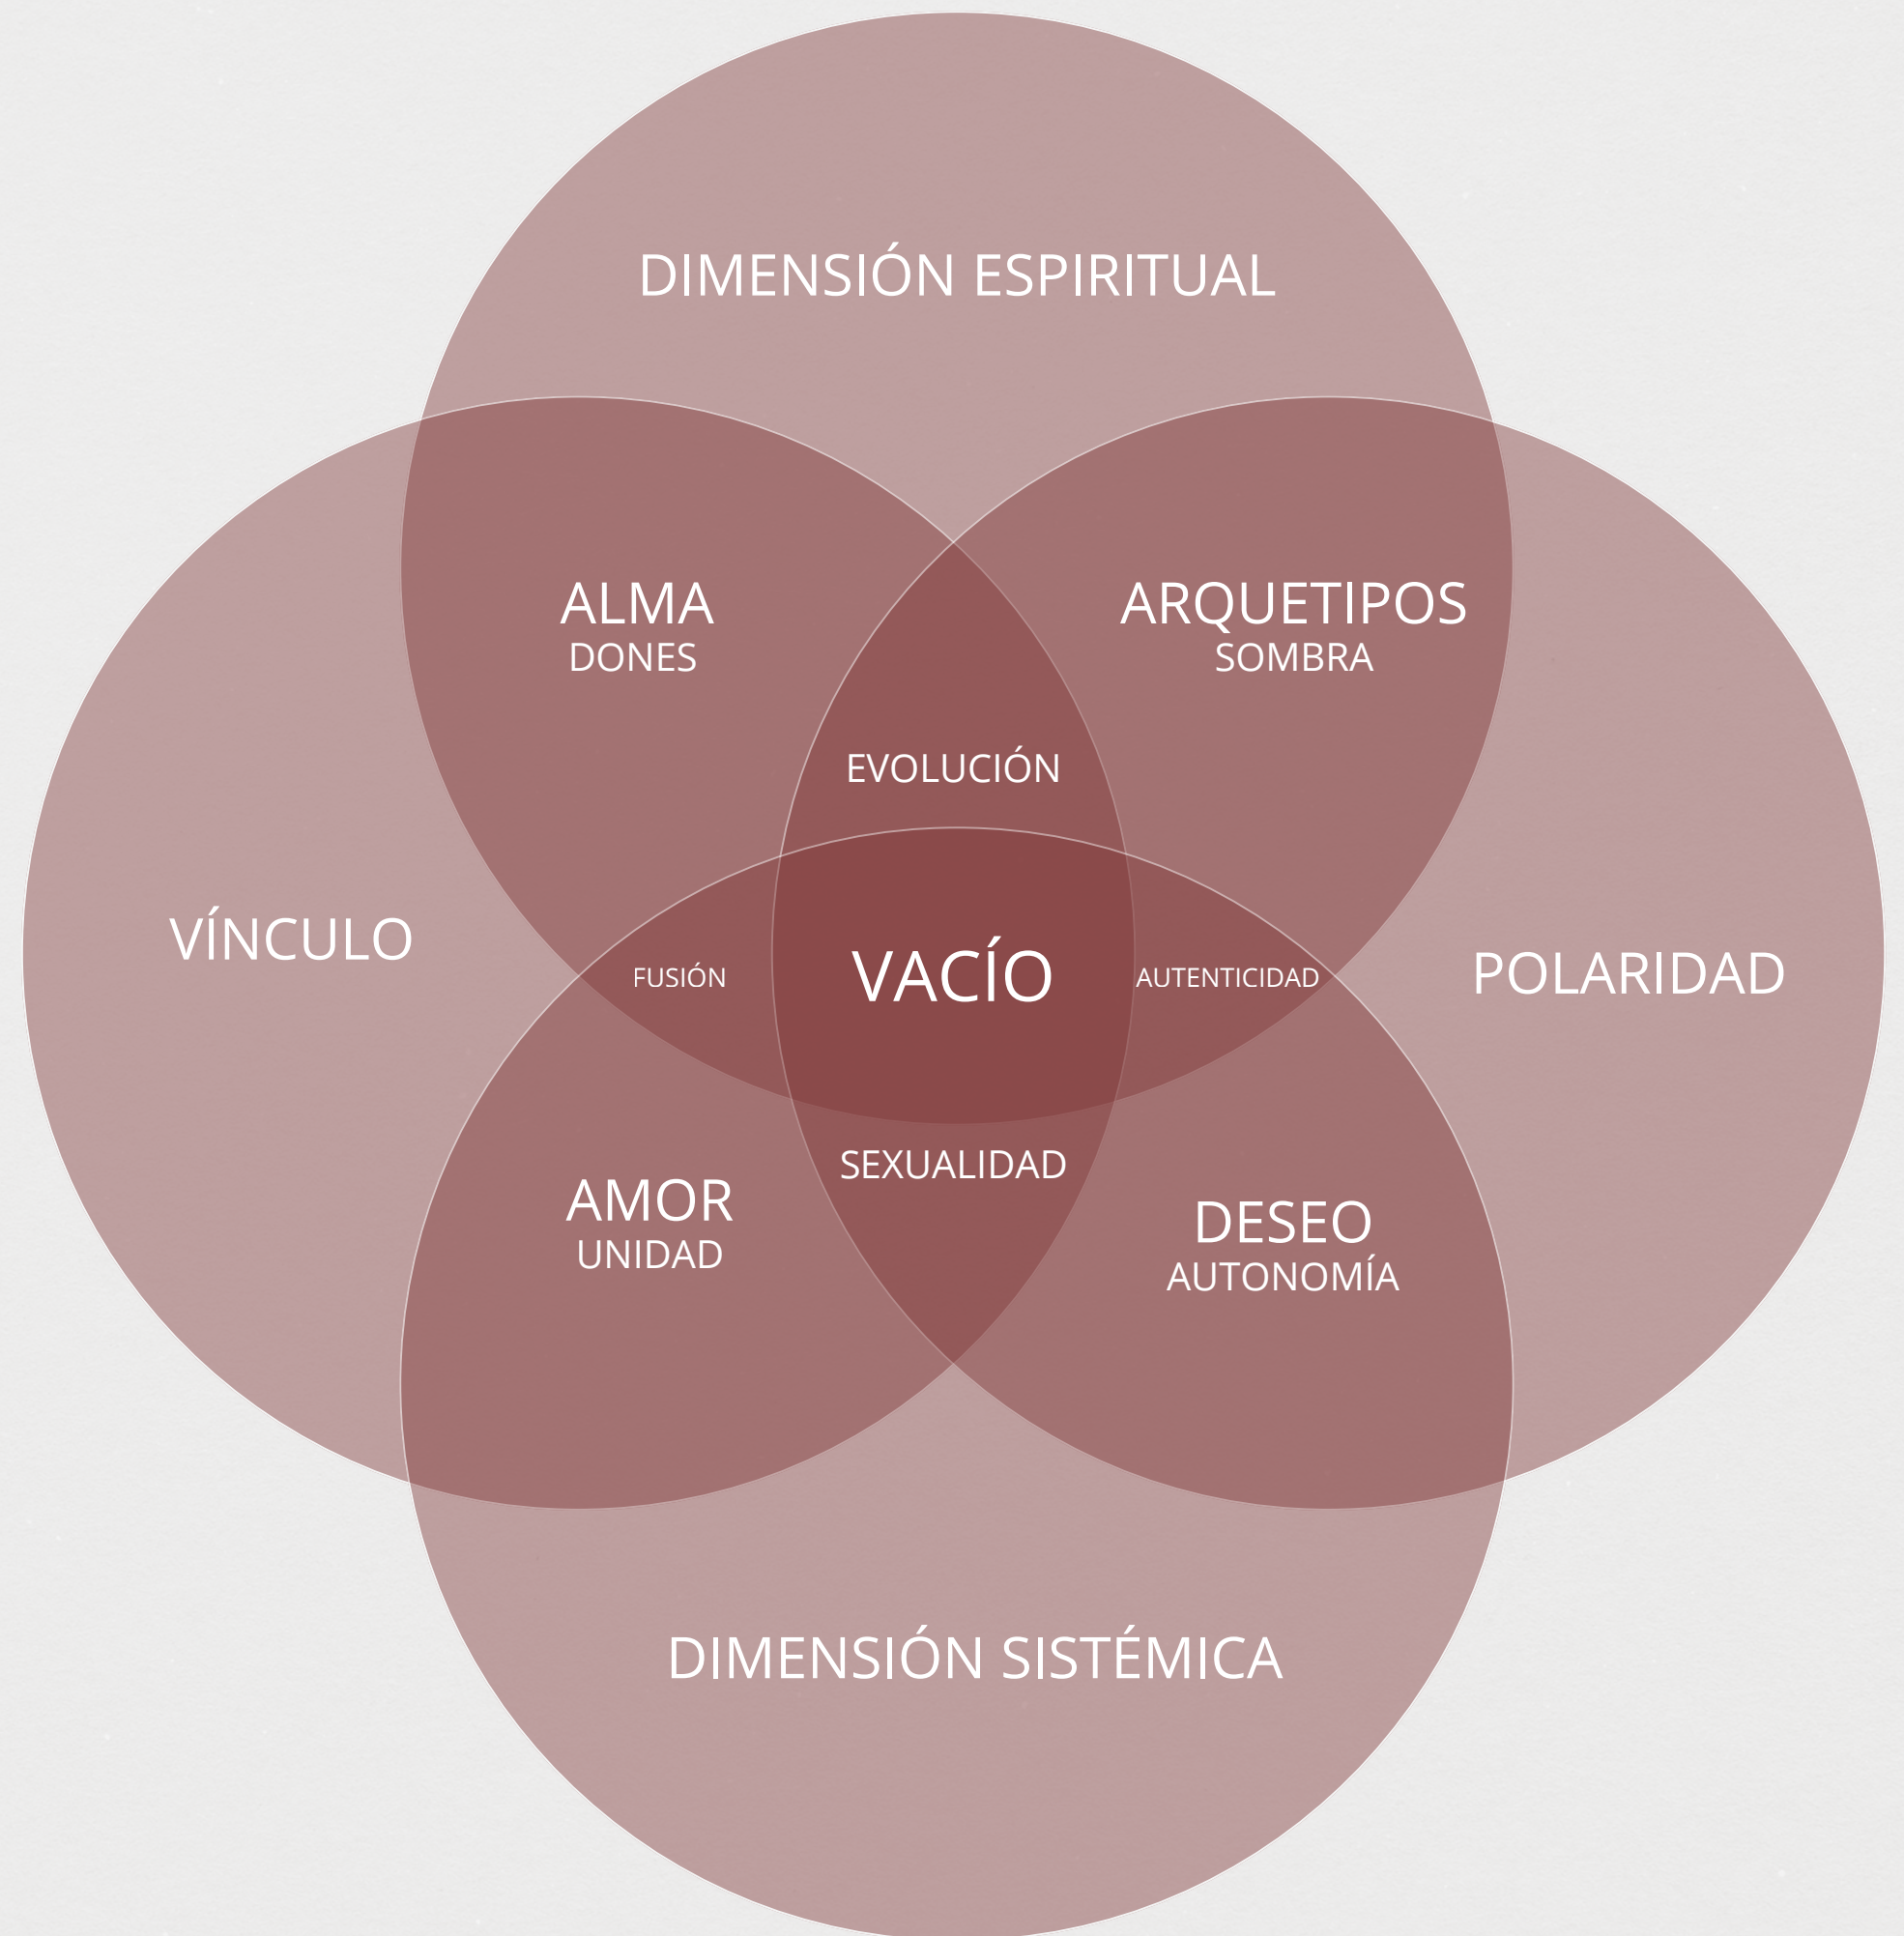 DIMENSIÓN ESPIRITUAL
ALMA
DONES
ARQUETIPOS
SOMBRA
EVOLUCIÓN
VÍNCULO
FUSIÓN
VACÍO
AUTENTICIDAD
POLARIDAD
SEXUALIDAD
AMOR
UNIDAD
DESEO
AUTONOMÍA
DIMENSIÓN SISTÉMICA